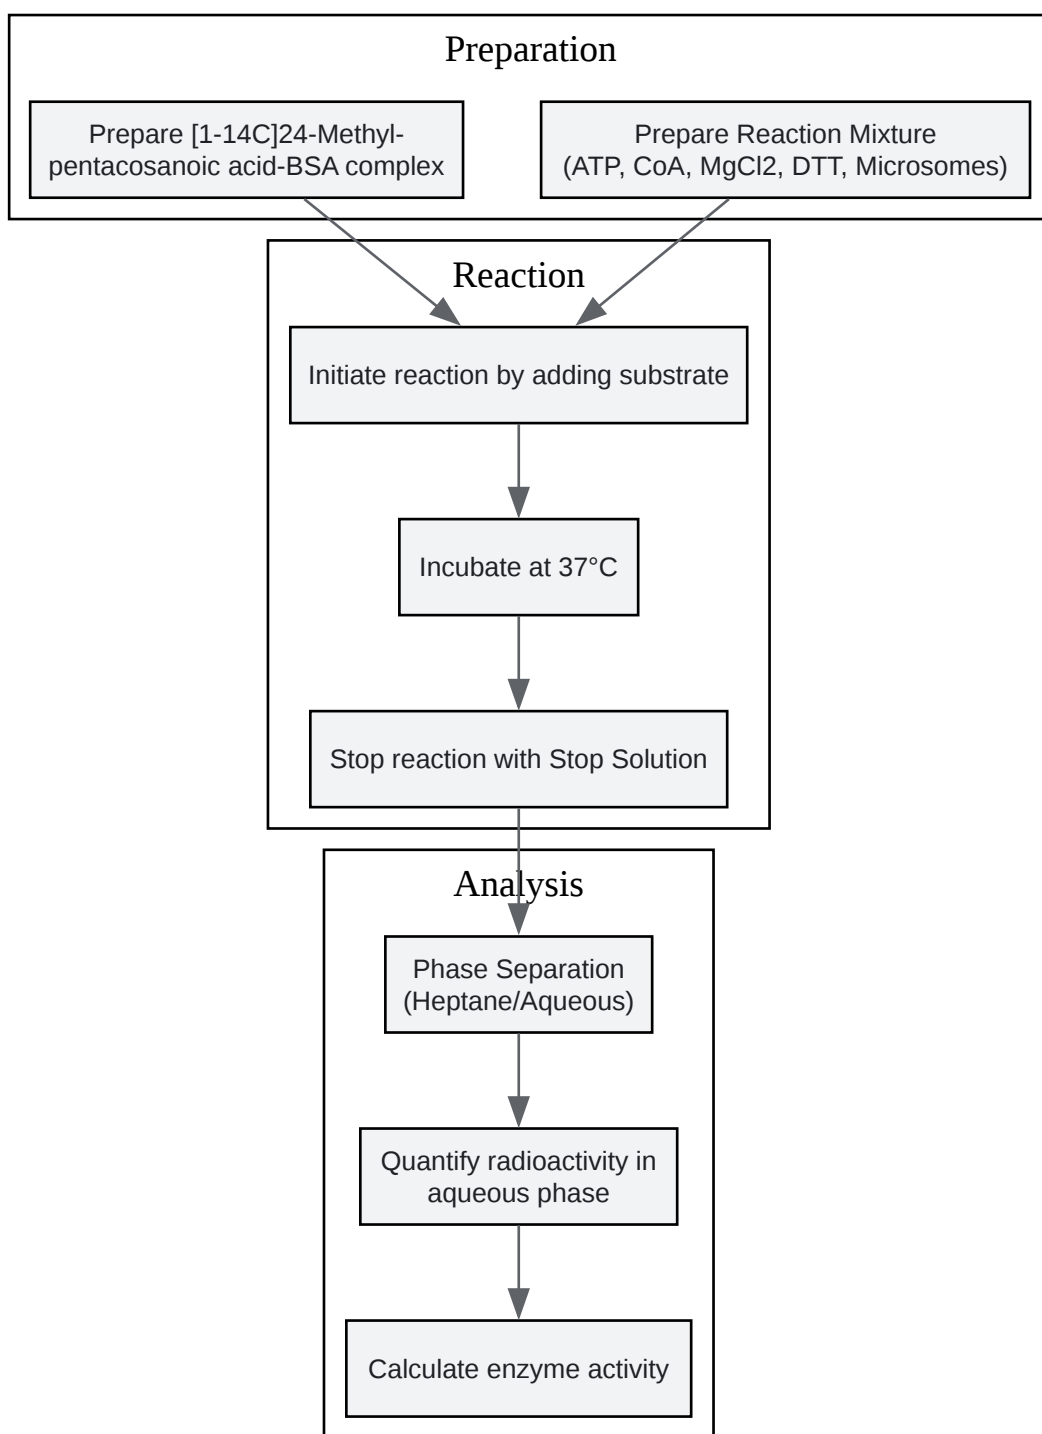 Preparation
Prepare [1-14C]24-Methyl-
pentacosanoic acid-BSA complex
Prepare Reaction Mixture
(ATP, CoA, MgCl2, DTT, Microsomes)
Reaction
Initiate reaction by adding substrate
Incubate at 37°C
Stop reaction with Stop Solution
Analysis
Phase Separation
(Heptane/Aqueous)
Quantify radioactivity in
aqueous phase
Calculate enzyme activity